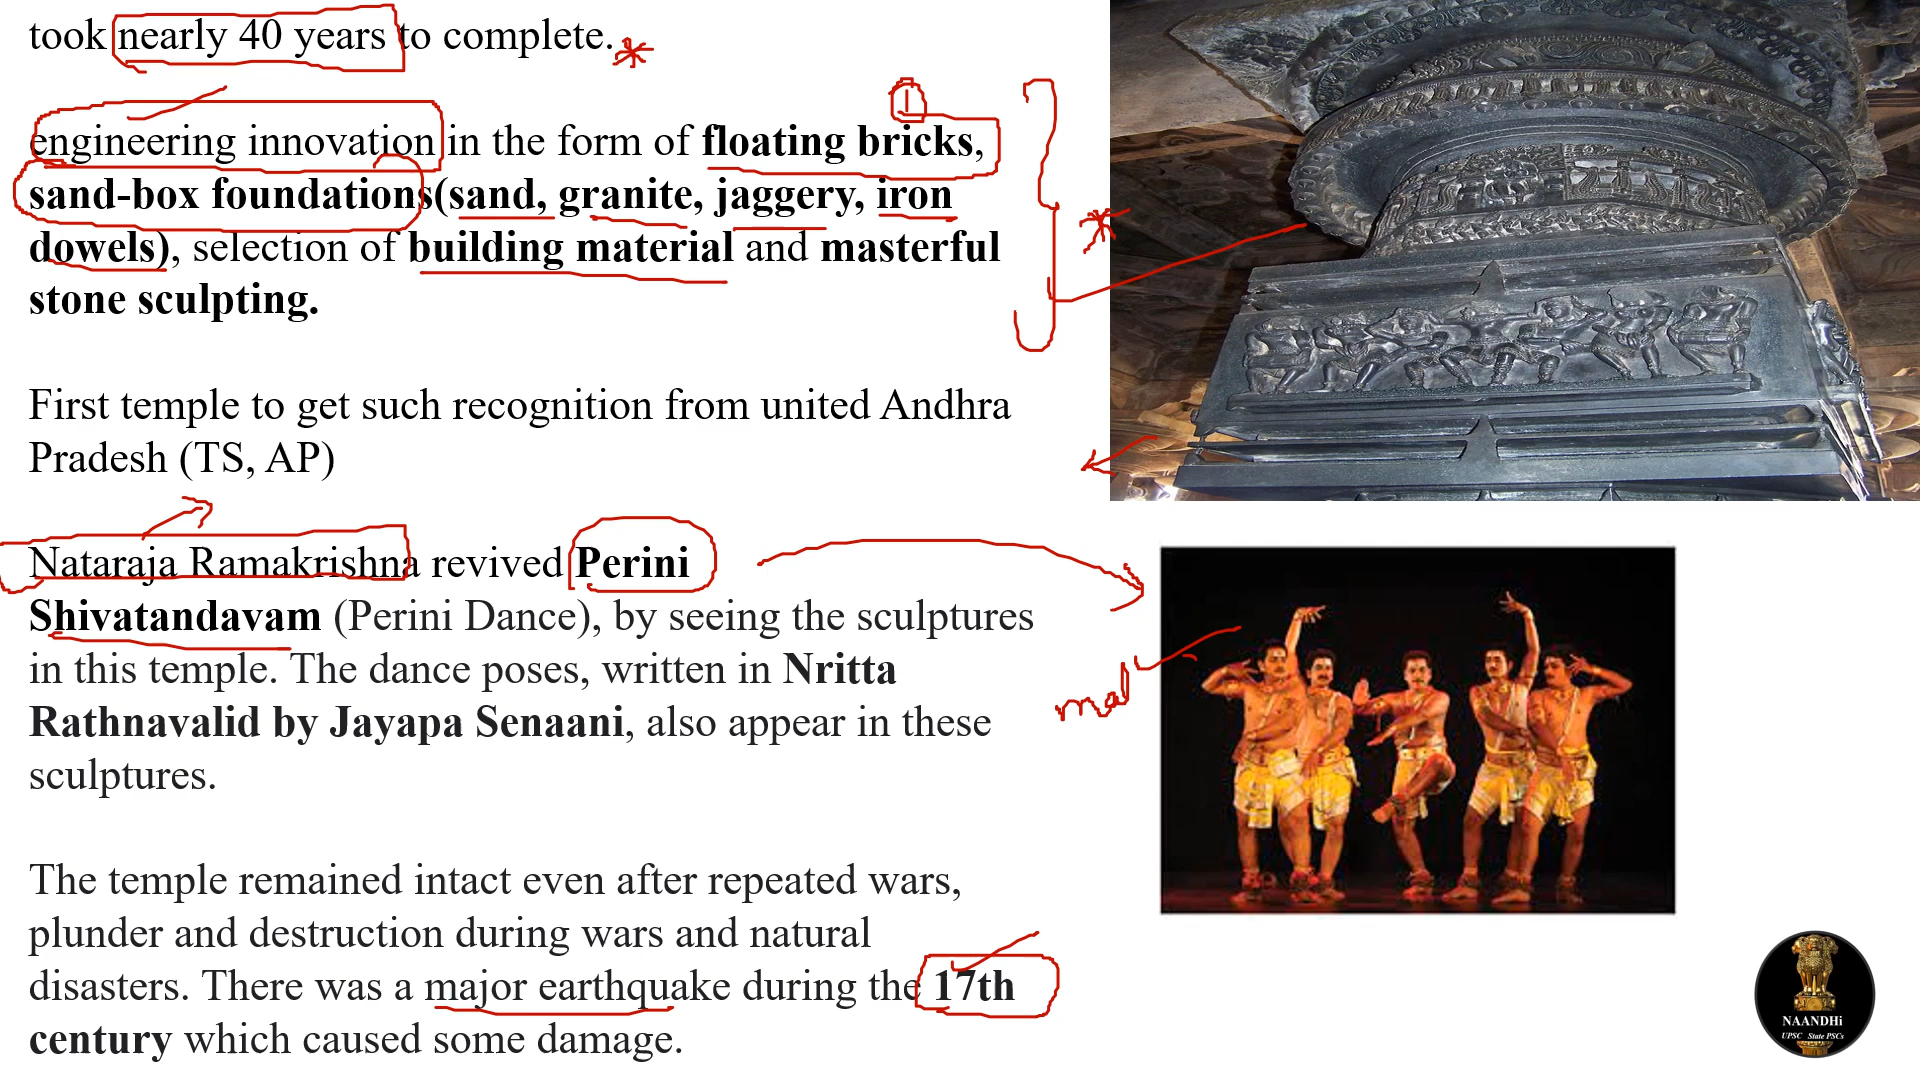 took nearly 40 years to complete.
engineering innovation in the form of floating bricks,
sand-box foundations(sand, granite, jaggery, iron
dowels), selection of building material and masterful
stone sculpting.
First temple to get such recognition from united Andhra
Pradesh (TS, AP)
Nataraja Ramakrishna revived Perini
Shivatandavam (Perini Dance), by seeing the sculptures
in this temple. The dance poses, written in Nritta
Rathnavalid by Jayapa Senaani, also appear in these
sculptures.
The temple remained intact even after repeated wars,
plunder and destruction during wars and natural
disasters. There was a major earthquake during the 17th
century which caused some damage.
1
mal
NAANDHi
UPSC State PSCs